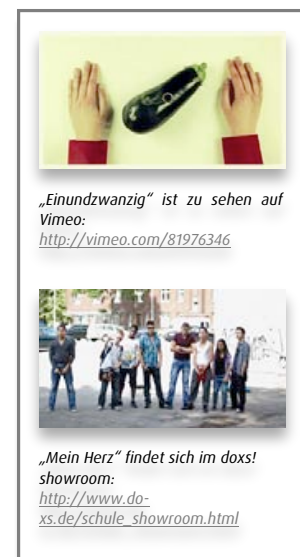 „Einundzwanzig“ ist zu sehen auf
Vimeo:
http://vimeo.com/81976346
„Mein Herz“ findet sich im doxs!
showroom:
http://www.do-
xs.de/schule_showroom.html